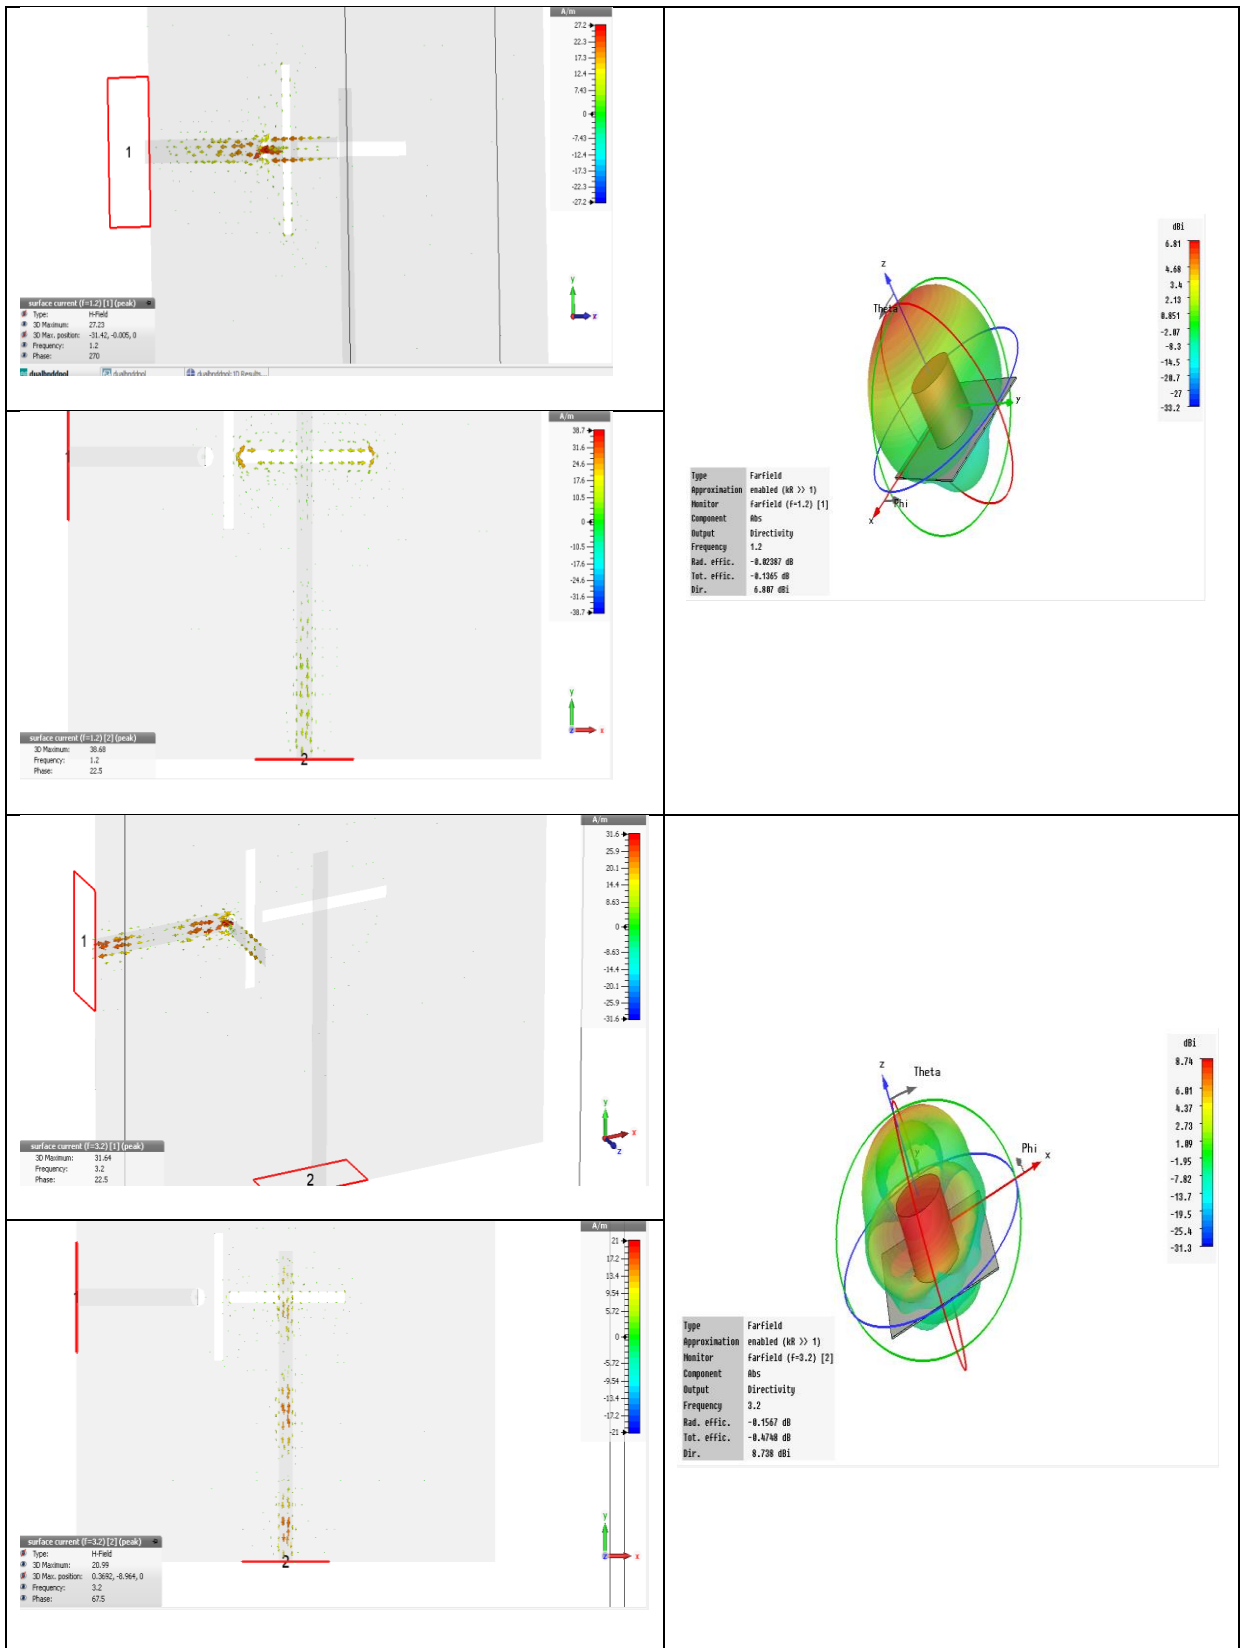 A/m
27.2
22.3
17.3
12.4
7.43
0
-7.43
-12.4
-17.3
-22.3
-27.2
1
y
x
surface current (f=1.2) [1] (peak)
Type: H-Field
3D Maximum: 27.23
3D Max. position: -31.42, -0.005, 0
Frequency: 1.2
Phase: 270
A/m
38.7
31.6
24.6
17.6
10.5
0
-10.5
-17.6
-24.6
-31.6
-38.7
y
z
x
2
surface current (f=1.2) [2] (peak)
3D Maximum: 38.68
Frequency: 1.2
Phase: 22.5
dBi
6.81
4.68
3.4
2.13
0.851
-2.07
-8.3
-14.5
-20.7
-27
-33.2
z
Theta
y
Phi
x
Type Farfield
Approximation enabled (kR >> 1)
Monitor farfield (f=1.2) [1]
Component Abs
Output Directivity
Frequency 1.2
Rad. effic. -0.02387 dB
Tot. effic. -0.1365 dB
Dir. 6.807 dBi
A/m
31.6
25.9
20.1
14.4
8.63
0
-8.63
-14.4
-20.1
-25.9
-31.6
1
2
y
x
z
surface current (f=3.2) [1] (peak)
3D Maximum: 31.64
Frequency: 3.2
Phase: 22.5
A/m
21
17.2
13.4
9.54
5.72
0
-5.72
-9.54
-13.4
-17.2
-21
y
z
x
2
surface current (f=3.2) [2] (peak)
Type: H-Field
3D Maximum: 20.99
3D Max. position: 0.3692, -8.964, 0
Frequency: 3.2
Phase: 67.5
dBi
8.74
6.01
4.37
2.73
1.09
-1.95
-7.82
-13.7
-19.5
-25.4
-31.3
z
Theta
Phi
x
y
Type Farfield
Approximation enabled (kR >> 1)
Monitor farfield (f=3.2) [2]
Component Abs
Output Directivity
Frequency 3.2
Rad. effic. -0.1567 dB
Tot. effic. -0.4748 dB
Dir. 8.738 dBi